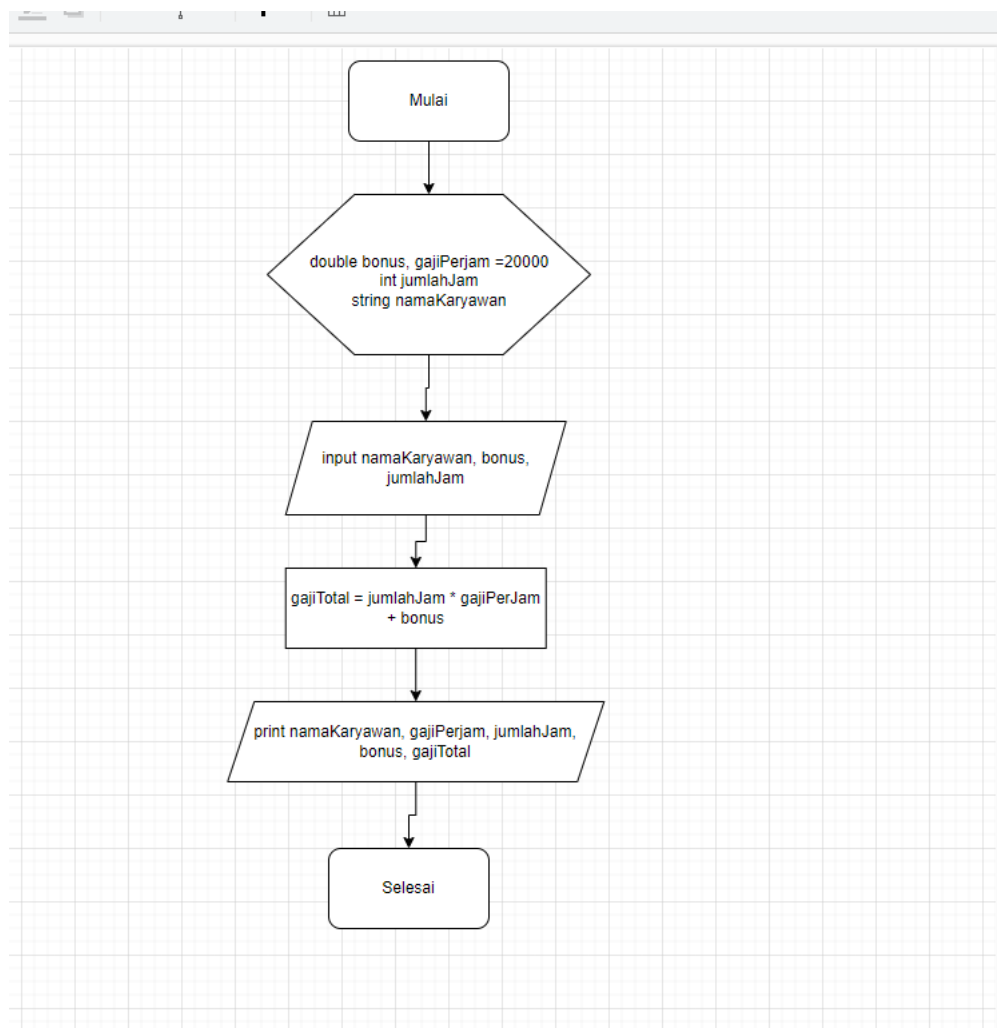 Mulai
double bonus, gajiPerjam =20000
int jumlahJam
string namaKaryawan
input namaKaryawan, bonus,
jumlahJam
gajiTotal = jumlahJam * gajiPerJam
+ bonus
print namaKaryawan, gajiPerjam, jumlahJam,
bonus, gajiTotal
Selesai